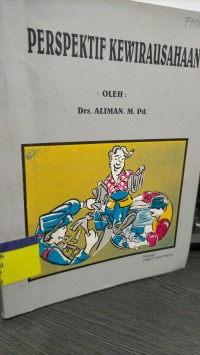 PERSPEKTIF KEWIRAUSAHAAN
OLEH :
Drs. ALIMAN, M. Pd.